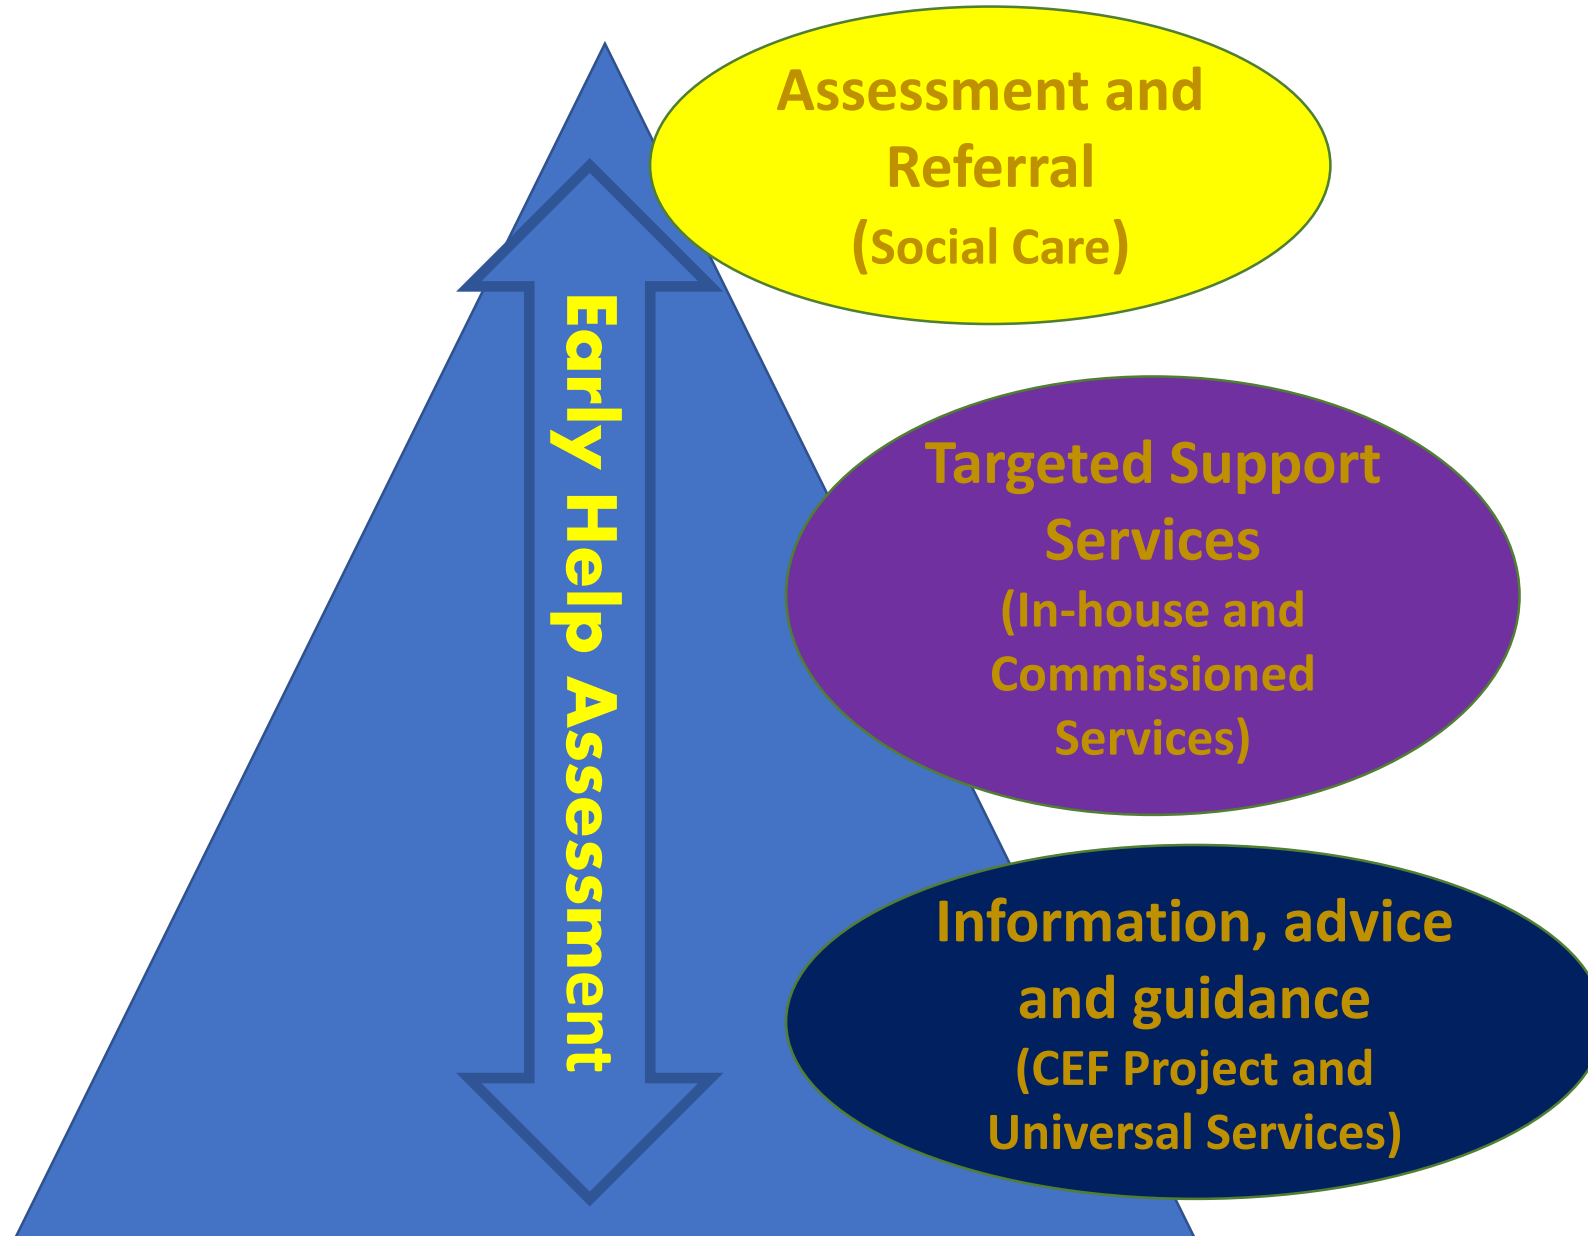 Assessment and
Referral
(Social Care)
Early Help Assessment
Targeted Support
Services
(In-house and
Commissioned
Services)
Information, advice
and guidance
(CEF Project and
Universal Services)